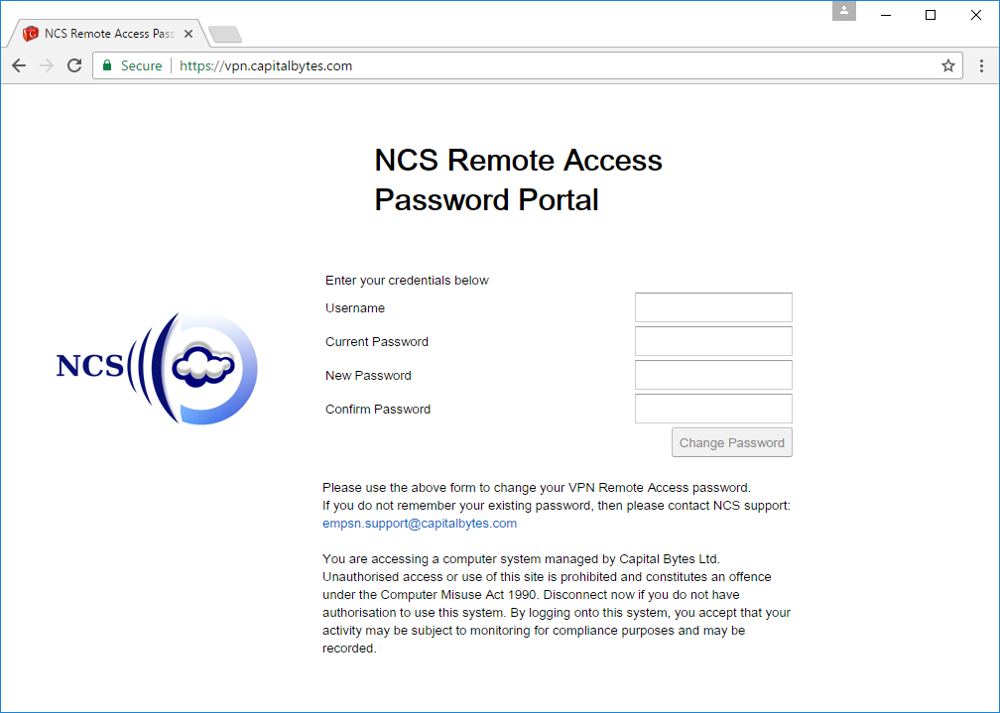 NCS Remote Access Pass
Secure
https://vpn.capitalbytes.com
NCS Remote Access
Password Portal
NCS
Enter your credentials below
Username
Current Password
New Password
Confirm Password
Change Password
Please use the above form to change your VPN Remote Access password.
If you do not remember your existing password, then please contact NCS support:
empsn.support@capitalbytes.com
You are accessing a computer system managed by Capital Bytes Ltd.
Unauthorised access or use of this site is prohibited and constitutes an offence
under the Computer Misuse Act 1990. Disconnect now if you do not have
authorisation to use this system. By logging onto this system, you accept that your
activity may be subject to monitoring for compliance purposes and may be
recorded.